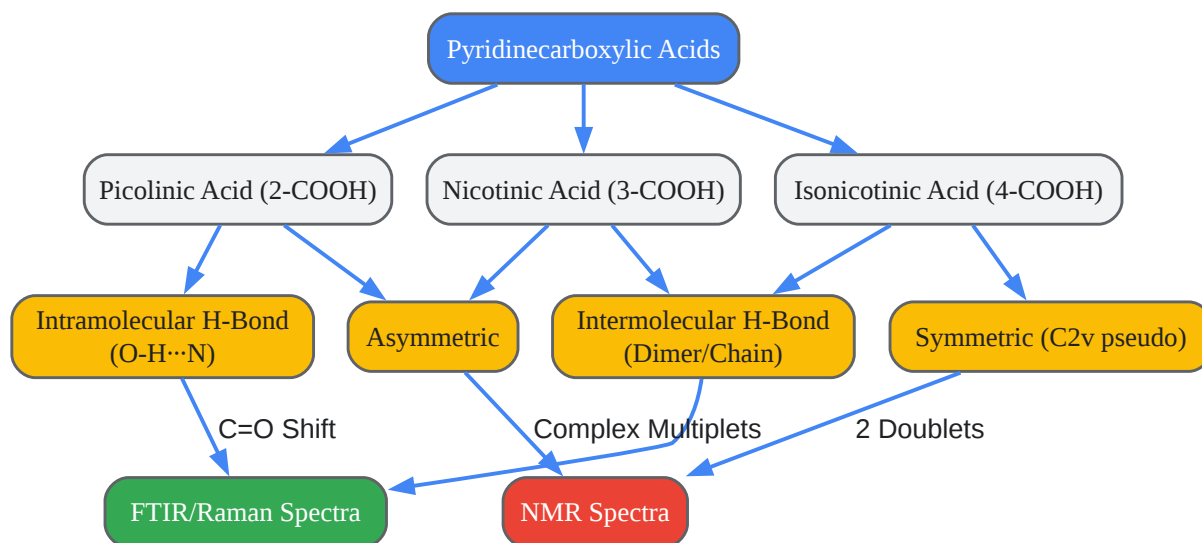 Pyridinecarboxylic Acids
Picolinic Acid (2-COOH)
Nicotinic Acid (3-COOH)
Isonicotinic Acid (4-COOH)
Intramolecular H-Bond
(O-H···N)
Asymmetric
Intermolecular H-Bond
(Dimer/Chain)
Symmetric (C2v pseudo)
C=O Shift
Complex Multiplets
2 Doublets
FTIR/Raman Spectra
NMR Spectra